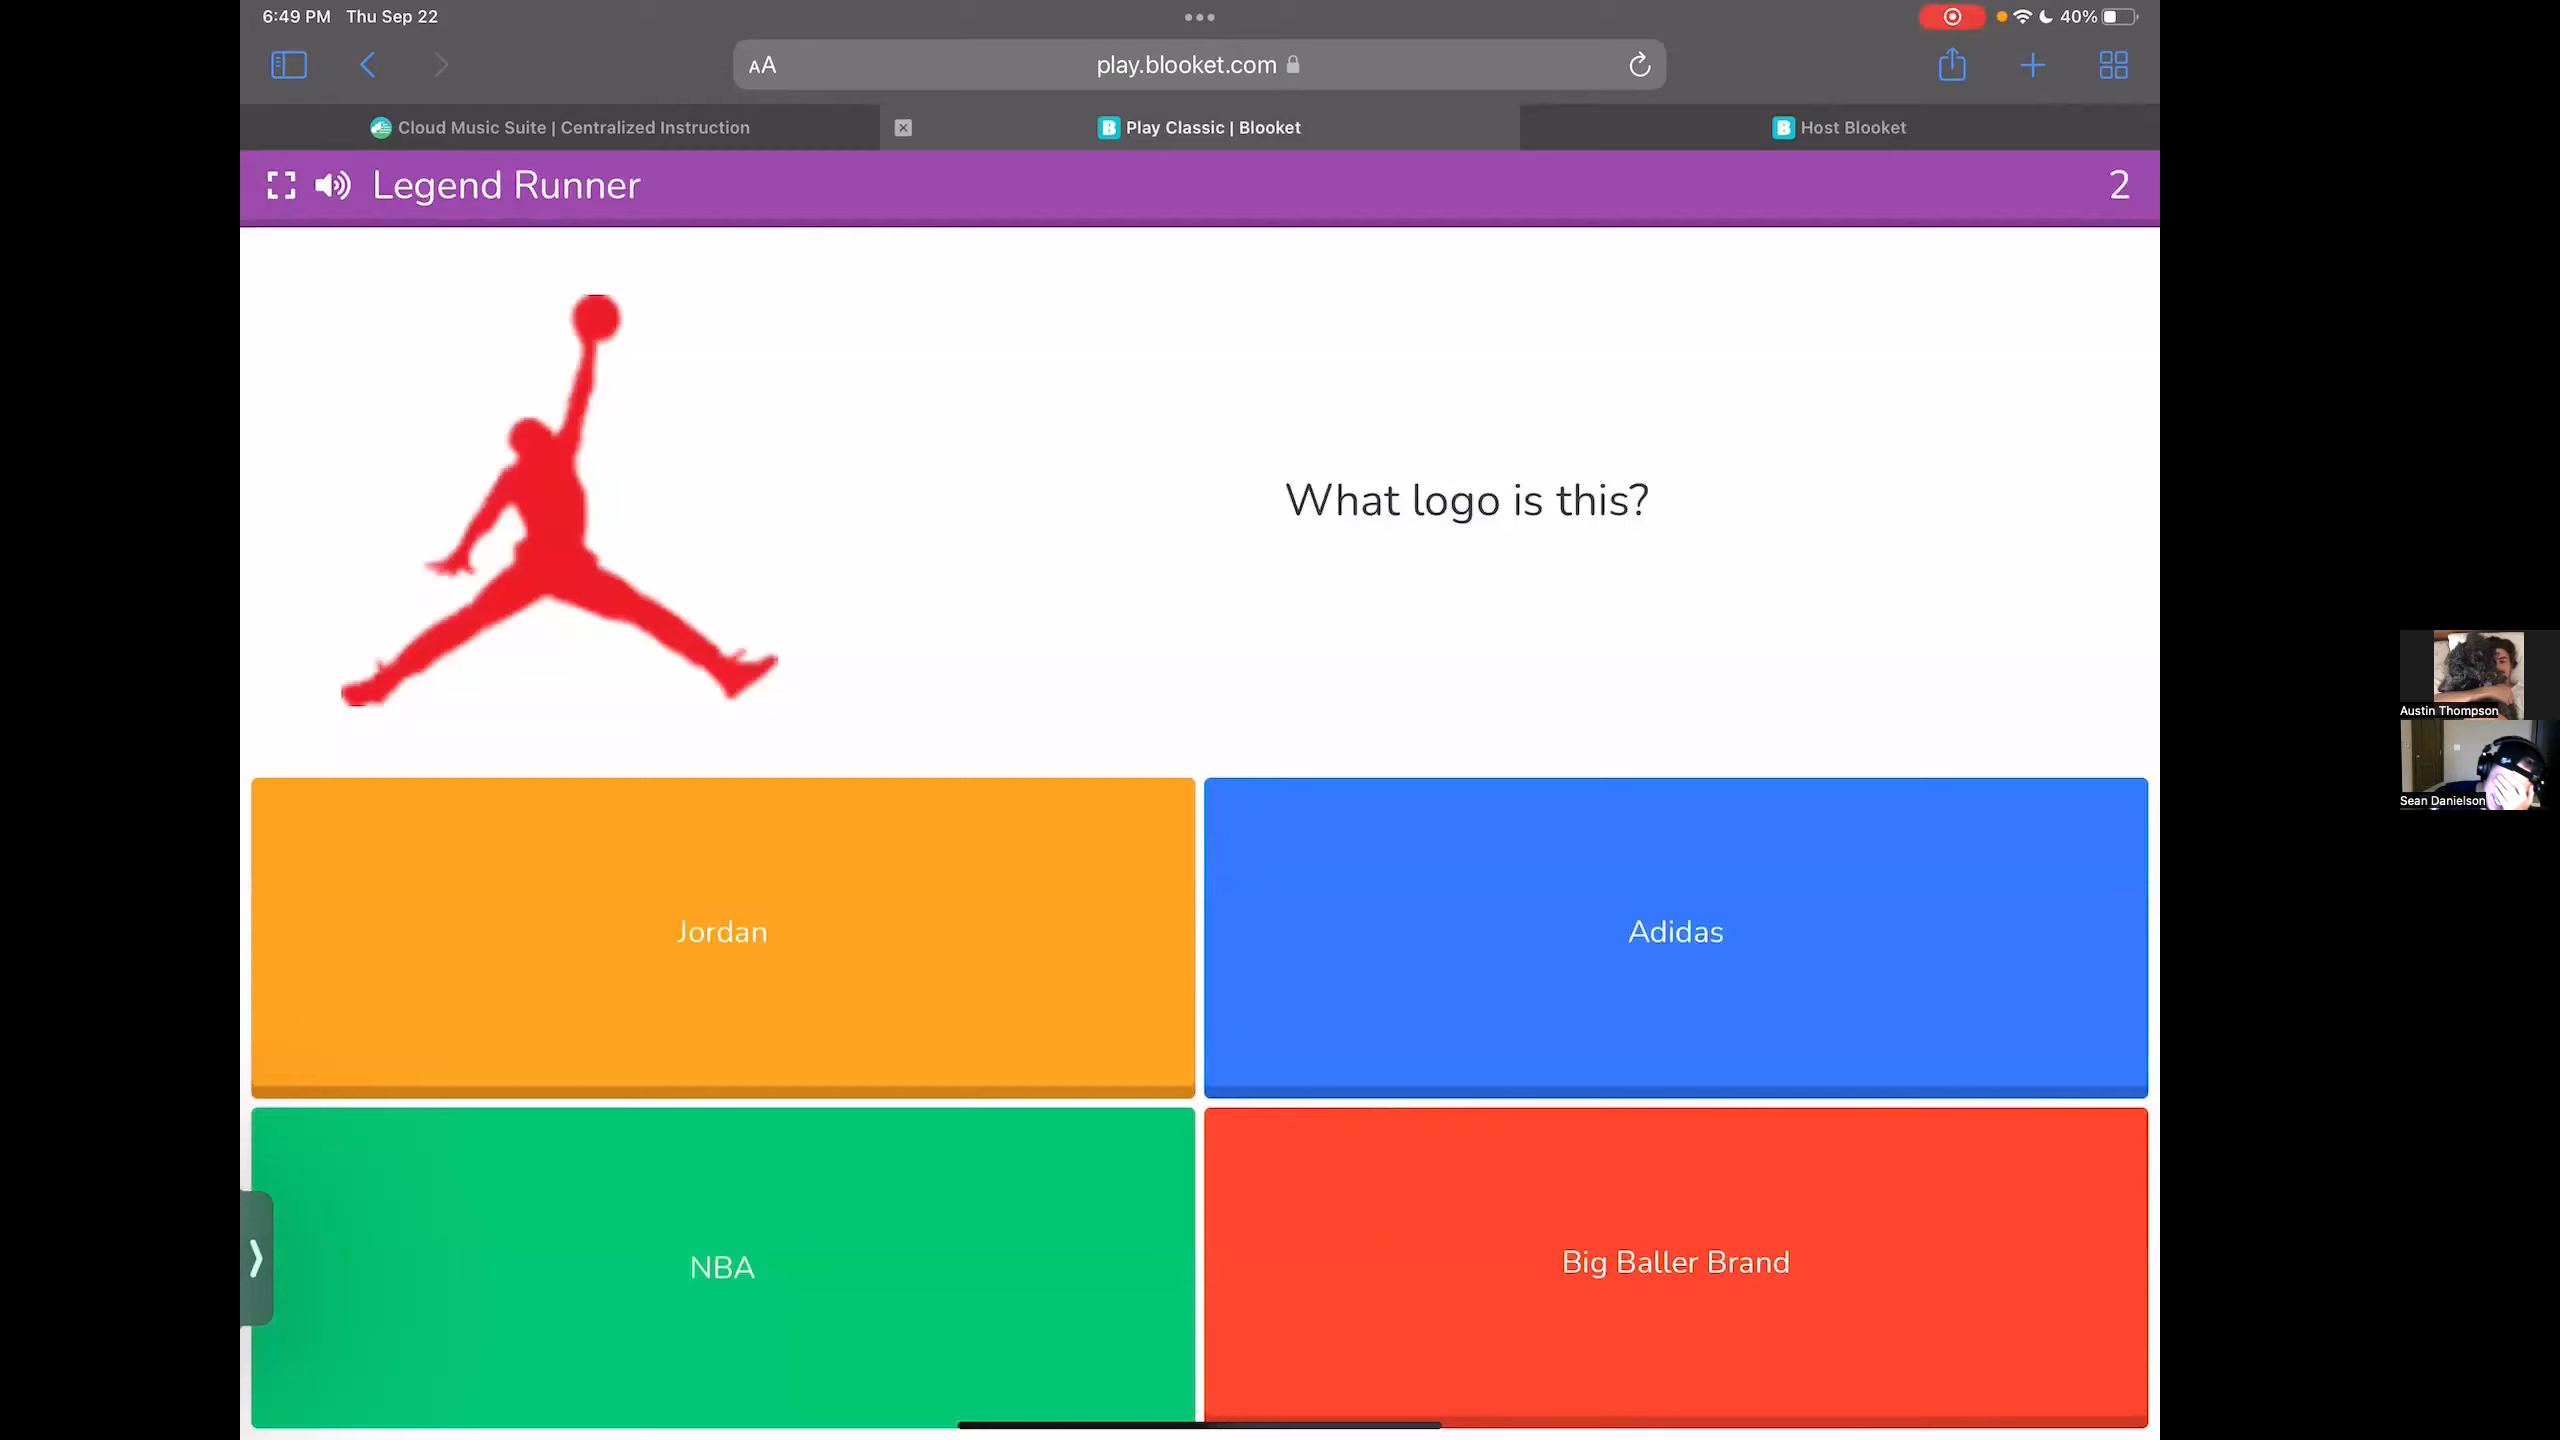 6:49 PM Thu Sep 22
40%
AA
play.blooket.com
Cloud Music Suite | Centralized Instruction
B Play Classic | Blooket
B Host Blooket
Legend Runner
2
What logo is this?
Jordan
Adidas
NBA
Big Baller Brand
Austin Thompson
Sean Danielson